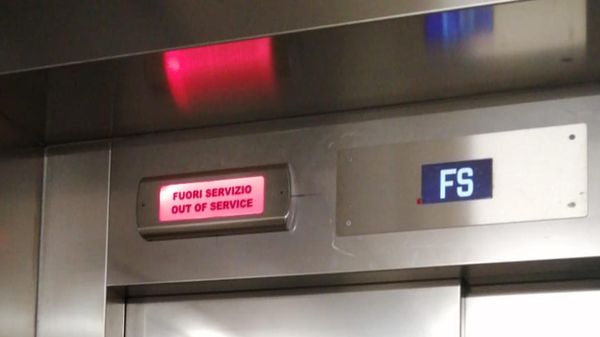 FUORI SERVIZIO
OUT OF SERVICE
FS